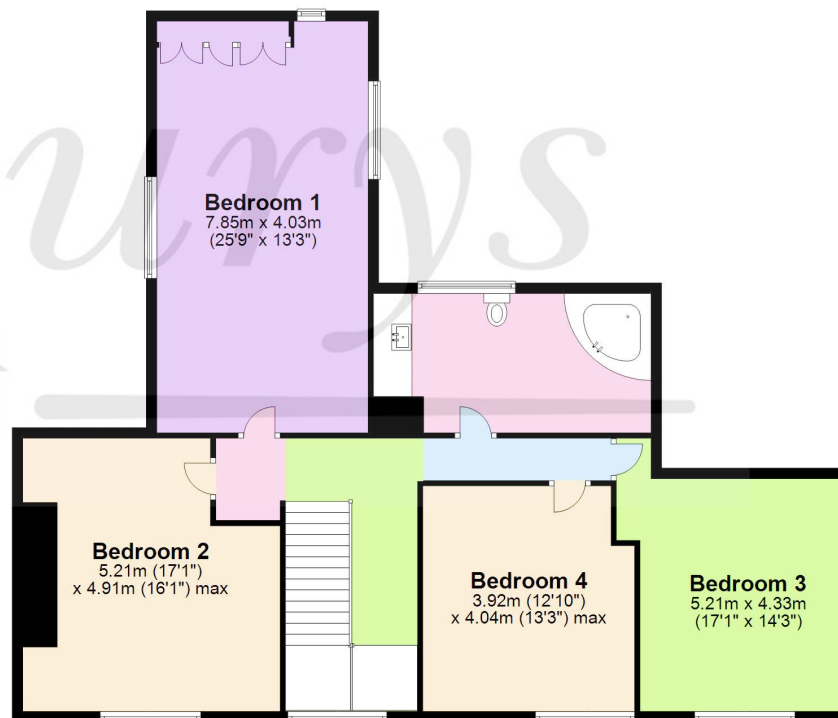 urys
Bedroom 1
7.85m x 4.03m
(25'9" x 13'3")
Bedroom 2
5.21m (17'1")
x 4.91m (16'1") max
Bedroom 4
3.92m (12'10")
x 4.04m (13'3") max
Bedroom 3
5.21m x 4.33m
(17'1" x 14'3")